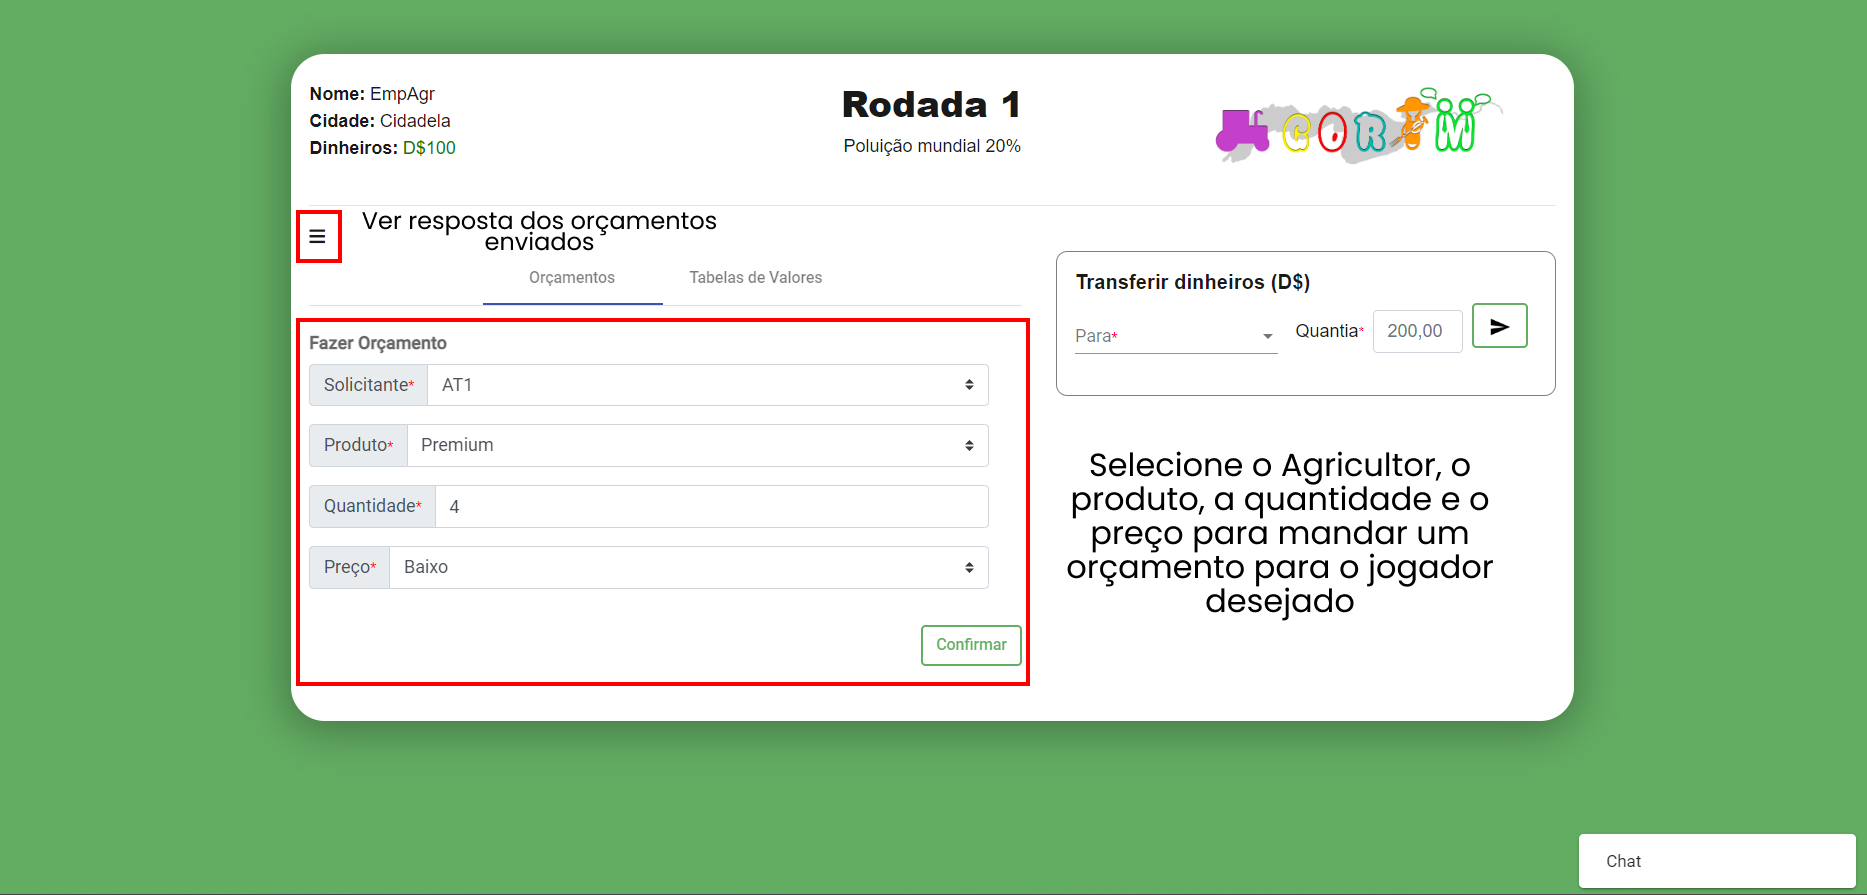 Nome: EmpAgr
Cidade: Cidadela
Dinheiros: D$100
Rodada 1
Poluição mundial 20%
CORIM
Ver resposta dos orçamentos
enviados
Orçamentos
Tabelas de Valores
Fazer Orçamento
Solicitante* AT1
Produto* Premium
Quantidade* 4
Preço* Baixo
Confirmar
Transferir dinheiros (D$)
Para*
Quantia* 200,00
Selecione o Agricultor, o
produto, a quantidade e o
preço para mandar um
orçamento para o jogador
desejado
Chat